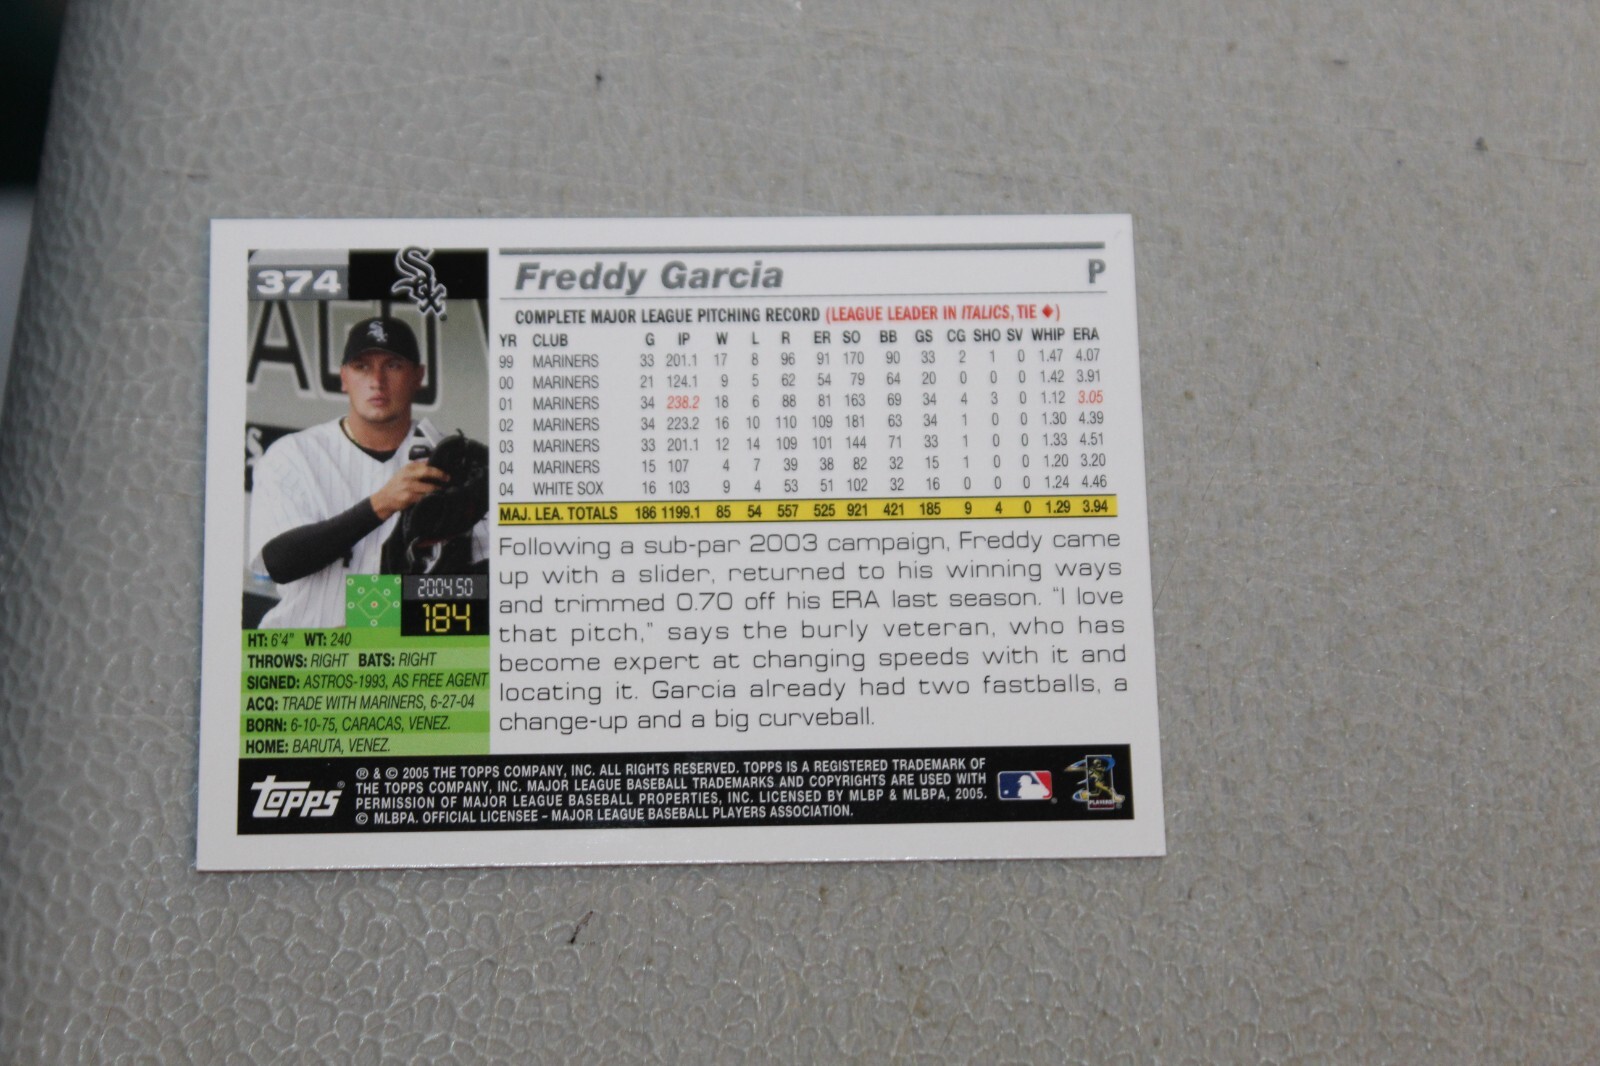 374
Freddy Garcia P
COMPLETE MAJOR LEAGUE PITCHING RECORD (LEAGUE LEADER IN ITALICS, TIE ♦)
YR CLUB G IP W L R ER SO BB GS CG SHO SV WHIP ERA
99 MARINERS 33 201.1 17 8 96 91 170 90 33 2 1 0 1.47 4.07
00 MARINERS 21 124.1 9 5 62 54 79 64 20 0 0 0 1.42 3.91
01 MARINERS 34 238.2 18 6 88 81 163 69 34 4 3 0 1.12 3.05
02 MARINERS 34 223.2 16 10 110 109 181 63 34 1 0 0 1.30 4.39
03 MARINERS 33 201.1 12 14 109 101 144 71 33 1 0 0 1.33 4.51
04 MARINERS 15 107 4 7 39 38 82 32 15 1 0 0 1.20 3.20
04 WHITE SOX 16 103 9 4 53 51 102 32 16 0 0 0 1.24 4.46
MAJ. LEA. TOTALS 186 1199.1 85 54 557 525 921 421 185 9 4 0 1.29 3.94
Following a sub-par 2003 campaign, Freddy came
up with a slider, returned to his winning ways
and trimmed 0.70 off his ERA last season. "I love
that pitch," says the burly veteran, who has
become expert at changing speeds with it and
locating it. Garcia already had two fastballs, a
change-up and a big curveball.
Sox
2004 SO
184
HT: 6'4" WT: 240
THROWS: RIGHT BATS: RIGHT
SIGNED: ASTROS-1993, AS FREE AGENT
ACQ: TRADE WITH MARINERS, 6-27-04
BORN: 6-10-75, CARACAS, VENEZ.
HOME: BARUTA, VENEZ.
TOPPS®
® & © 2005 THE TOPPS COMPANY, INC. ALL RIGHTS RESERVED. TOPPS IS A REGISTERED TRADEMARK OF
THE TOPPS COMPANY, INC. MAJOR LEAGUE BASEBALL TRADEMARKS AND COPYRIGHTS ARE USED WITH
PERMISSION OF MAJOR LEAGUE BASEBALL PROPERTIES, INC. LICENSED BY MLBP & MLBPA, 2005.
© MLBPA. OFFICIAL LICENSEE – MAJOR LEAGUE BASEBALL PLAYERS ASSOCIATION.
PLAYERS